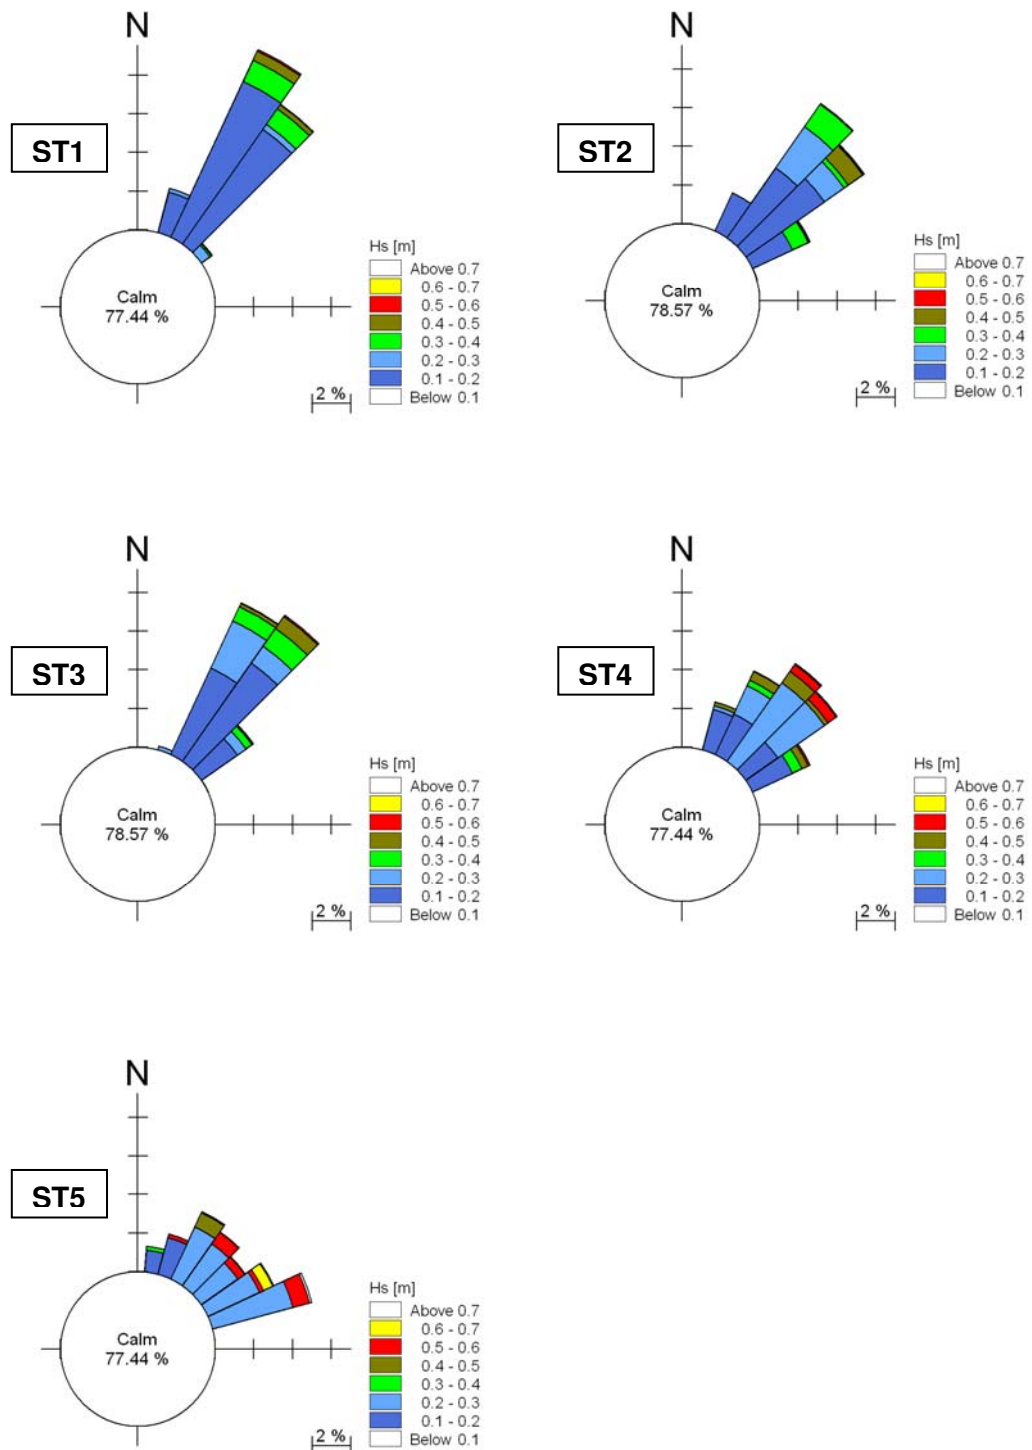 N
ST1
Calm
77.44 %
2 %
Hs [m]
Above 0.7
0.6 - 0.7
0.5 - 0.6
0.4 - 0.5
0.3 - 0.4
0.2 - 0.3
0.1 - 0.2
Below 0.1
N
ST2
Calm
78.57 %
2 %
Hs [m]
Above 0.7
0.6 - 0.7
0.5 - 0.6
0.4 - 0.5
0.3 - 0.4
0.2 - 0.3
0.1 - 0.2
Below 0.1
N
ST3
Calm
78.57 %
2 %
Hs [m]
Above 0.7
0.6 - 0.7
0.5 - 0.6
0.4 - 0.5
0.3 - 0.4
0.2 - 0.3
0.1 - 0.2
Below 0.1
N
ST4
Calm
77.44 %
2 %
Hs [m]
Above 0.7
0.6 - 0.7
0.5 - 0.6
0.4 - 0.5
0.3 - 0.4
0.2 - 0.3
0.1 - 0.2
Below 0.1
N
ST5
Calm
77.44 %
2 %
Hs [m]
Above 0.7
0.6 - 0.7
0.5 - 0.6
0.4 - 0.5
0.3 - 0.4
0.2 - 0.3
0.1 - 0.2
Below 0.1